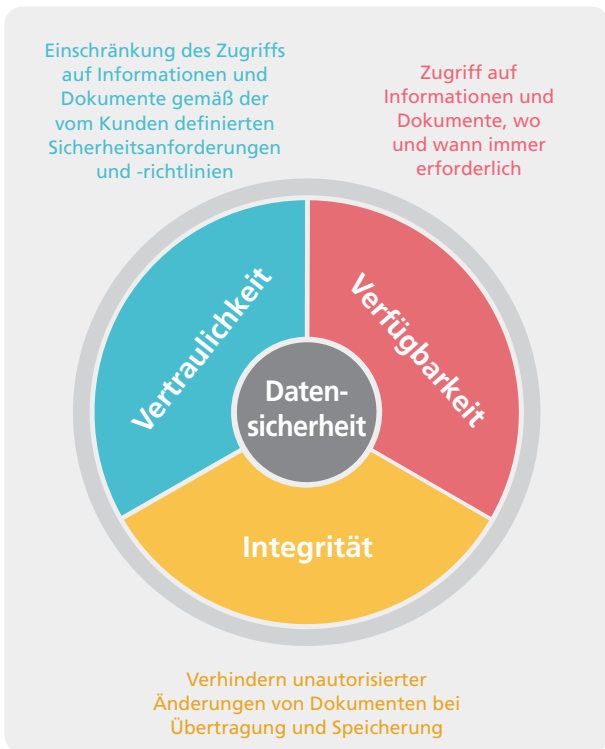 Einschränkung des Zugriffs
auf Informationen und
Dokumente gemäß der
vom Kunden definierten
Sicherheitsanforderungen
und -richtlinien
Zugriff auf
Informationen und
Dokumente, wo
und wann immer
erforderlich
Vertraulichkeit
Verfügbarkeit
Daten-
sicherheit
Integrität
Verhindern unautorisierter
Änderungen von Dokumenten bei
Übertragung und Speicherung